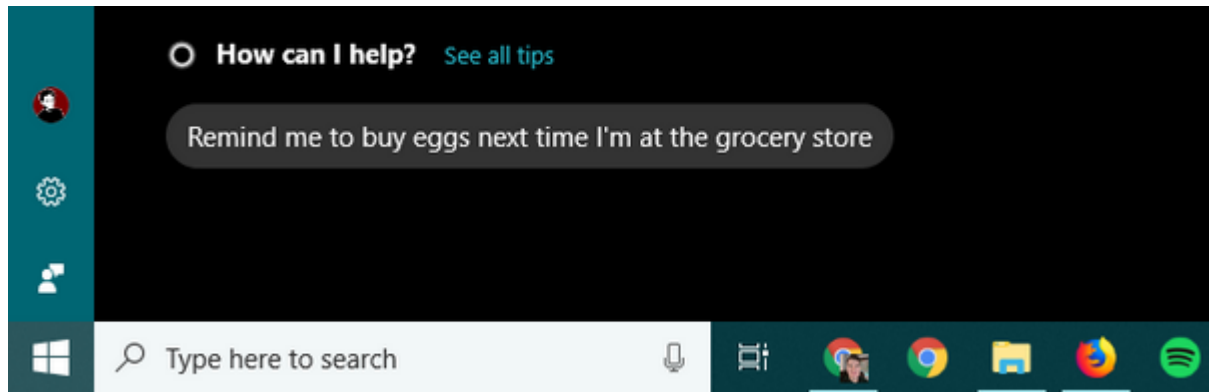 How can I help? See all tips
Remind me to buy eggs next time I'm at the grocery store
Type here to search